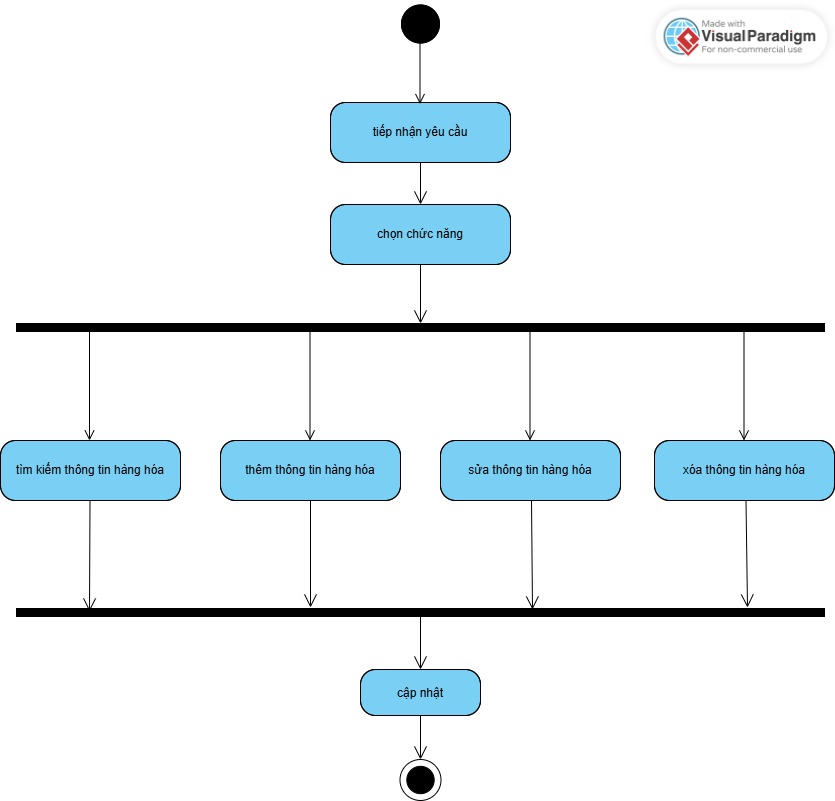 Made with
Visual Paradigm
For non-commercial use
tiếp nhận yêu cầu
chọn chức năng
tìm kiếm thông tin hàng hóa
thêm thông tin hàng hóa
sửa thông tin hàng hóa
xóa thông tin hàng hóa
cập nhật